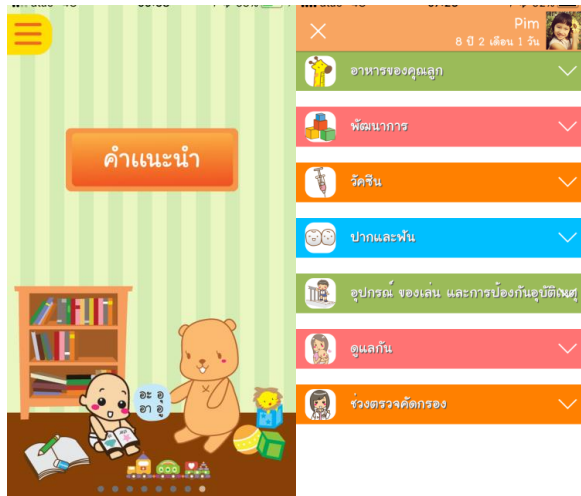 คำแนะนำ
อะ อุ
อา อู
Pim
8 ปี 2 เดือน 1 วัน
อาหารของคุณลูก
พัฒนาการ
วัคซีน
ปากและฟัน
อุปกรณ์ ของเล่น และการป้องกันอุบัติเหตุ
ดูแลกัน
ช่วงตรวจคัดกรอง